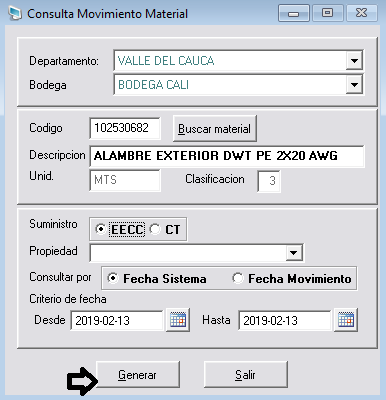 Consulta Movimiento Material
Departamento: VALLE DEL CAUCA
Bodega BODEGA CALI
Codigo 102530682 Buscar material
Descripcion ALAMBRE EXTERIOR DWT PE 2X20 AWG
Unid. MTS Clasificacion 3
Suministro EECC CT
Propiedad
Consultar por Fecha Sistema Fecha Movimiento
Criterio de fecha
Desde 2019-02-13 Hasta 2019-02-13
Generar Salir